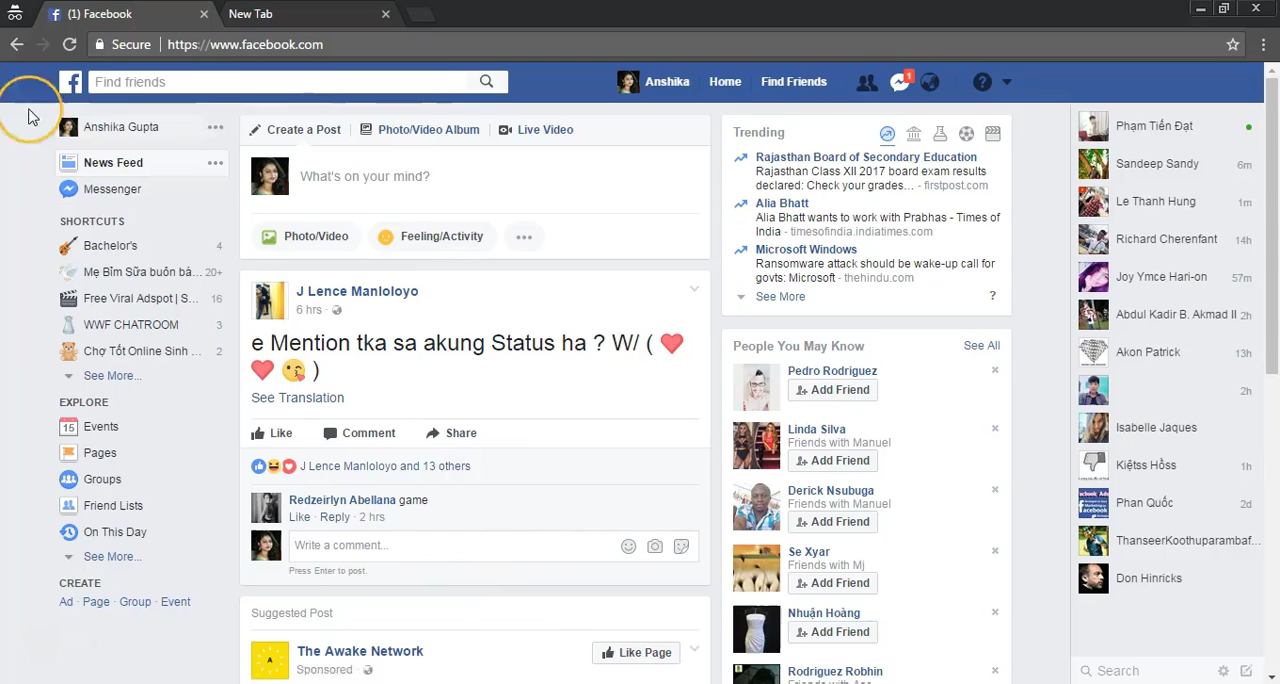 (1) Facebook
New Tab
Secure
https://www.facebook.com
Find friends
Anshika
Home
Find Friends
1
Anshika Gupta
News Feed
Messenger
SHORTCUTS
Bachelor's 4
Mẹ Bỉm Sữa buôn bá... 20+
Free Viral Adspot | S... 16
WWF CHATROOM 3
Chợ Tốt Online Sinh ... 2
See More...
EXPLORE
15 Events
Pages
Groups
Friend Lists
On This Day
See More...
CREATE
Ad · Page · Group · Event
Create a Post
Photo/Video Album
Live Video
What's on your mind?
Photo/Video
Feeling/Activity
J Lence Manloloyo
6 hrs ·
e Mention tka sa akung Status ha ? W/ ( ❤
❤ 😘 )
See Translation
Like Comment Share
J Lence Manloloyo and 13 others
Redzeirlyn Abellana game
Like · Reply · 2 hrs
Write a comment...
Press Enter to post.
Suggested Post
The Awake Network
Sponsored ·
A
Like Page
Trending
Rajasthan Board of Secondary Education
Rajasthan Class XII 2017 board exam results
declared: Check your grades... - firstpost.com
Alia Bhatt
Alia Bhatt wants to work with Prabhas - Times of
India - timesofindia.indiatimes.com
Microsoft Windows
Ransomware attack should be wake-up call for
govts: Microsoft - thehindu.com
See More
?
People You May Know
See All
Pedro Rodriguez
Add Friend
Linda Silva
Friends with Manuel
Add Friend
Derick Nsubuga
Friends with Manuel
Add Friend
Se Xyar
Friends with Mj
Add Friend
Nhuận Hoàng
Add Friend
Rodriguez Robhin
Phạm Tiến Đạt
Sandeep Sandy 6m
Le Thanh Hung 1m
Richard Cherenfant 14h
Joy Ymce Hari-on 57m
Abdul Kadir B. Akmad II 2h
Akon Patrick 13h
2h
Isabelle Jaques
Kiệtss Hồss 1h
Phan Quốc 2d
ThanseerKoothuparambaf...
Don Hinricks
Search